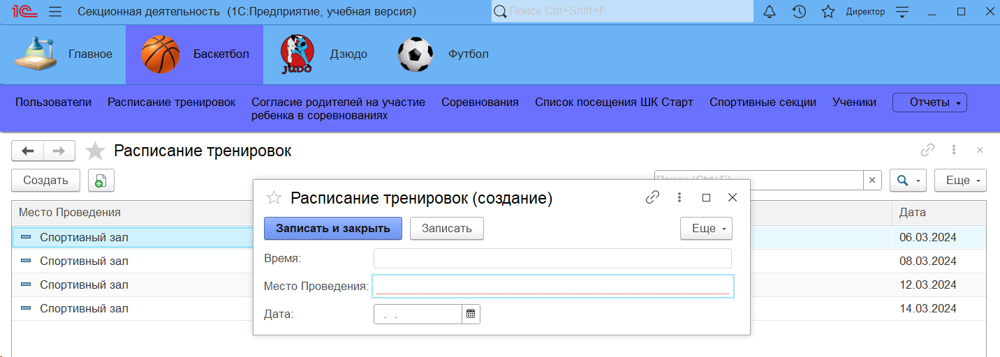 1С Секционная деятельность (1С:Предприятие, учебная версия) Поиск Ctrl+Shift+F Директор
Главное Баскетбол JUDO Дзюдо Футбол
Пользователи Расписание тренировок Согласие родителей на участие Соревнования Список посещения ШК Старт Спортивные секции Ученики Отчеты
ребенка в соревнованиях
Расписание тренировок
Создать Поиск (Ctrl+F) Еще
Расписание тренировок (создание)
Место Проведения Дата
Записать и закрыть Записать Еще
Спортианый зал 06.03.2024
Время:
Спортивный зал 08.03.2024
Место Проведения:
Спортивный зал 12.03.2024
Дата: . .
Спортивный зал 14.03.2024